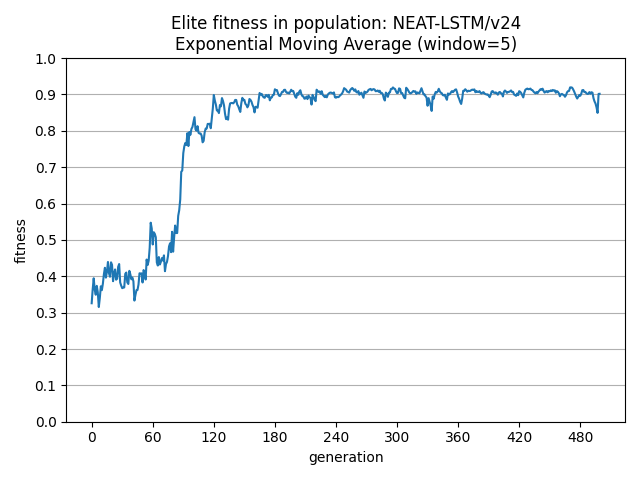 Elite fitness in population: NEAT-LSTM/v24
Exponential Moving Average (window=5)
1.0
0.9
0.8
0.7
0.6
0.5
0.4
0.3
0.2
0.1
0.0
fitness
0 60 120 180 240 300 360 420 480
generation